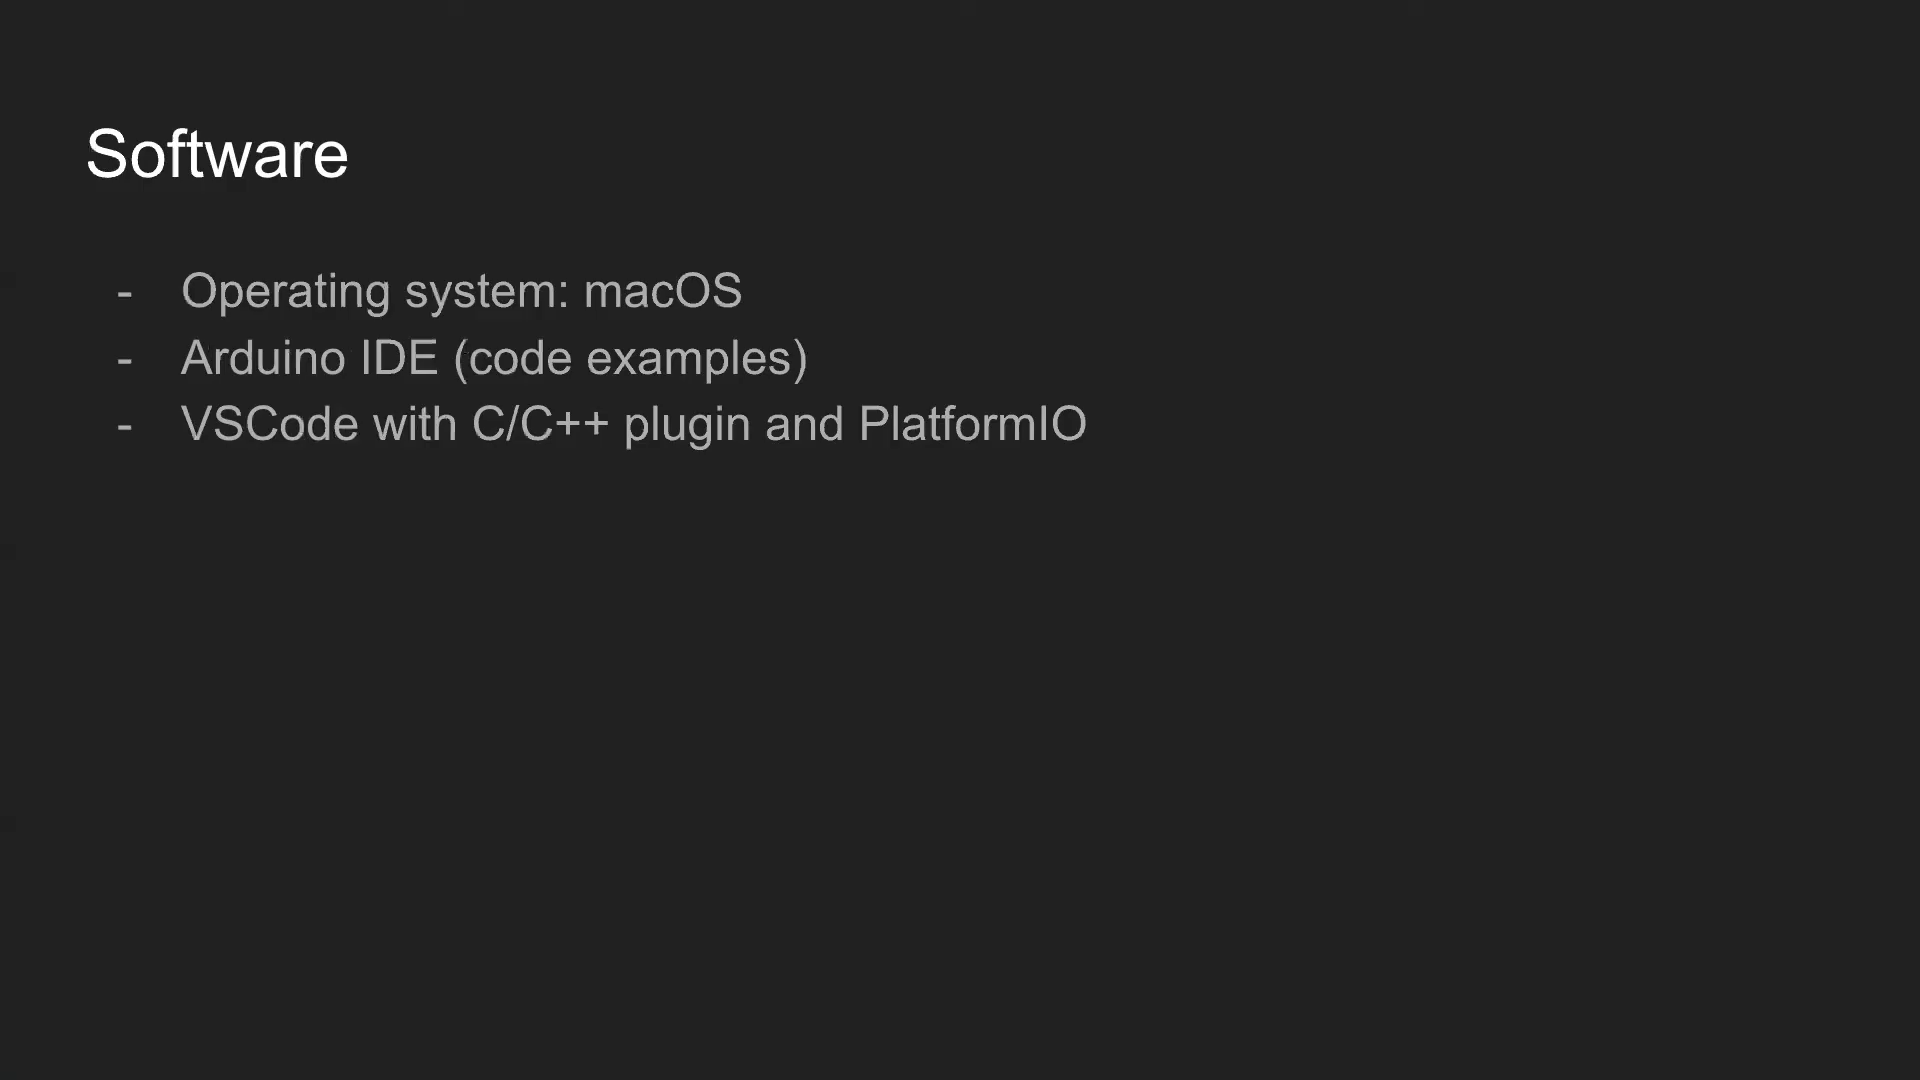 Software
- Operating system: macOS
- Arduino IDE (code examples)
- VSCode with C/C++ plugin and PlatformIO